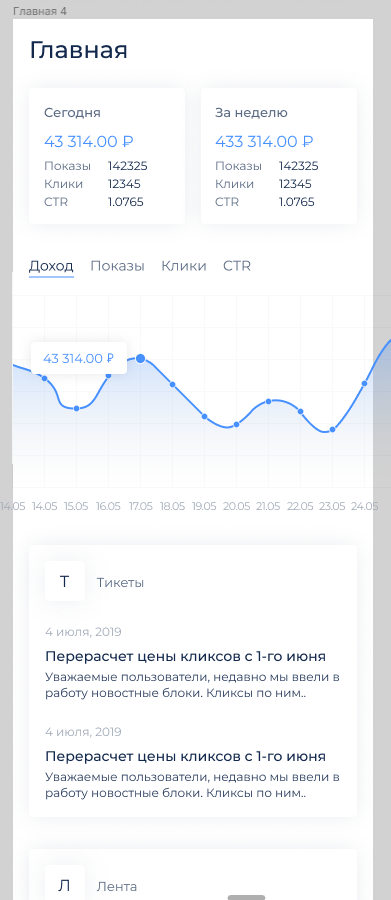 Главная 4
Главная
Сегодня
43 314.00 ₽
Показы 142325
Клики 12345
CTR 1.0765
За неделю
433 314.00 ₽
Показы 142325
Клики 12345
CTR 1.0765
Доход Показы Клики CTR
43 314.00 ₽
14.05 14.05 15.05 16.05 17.05 18.05 19.05 20.05 21.05 22.05 23.05 24.05
Т Тикеты
4 июля, 2019
Перерасчет цены кликсов с 1-го июня
Уважаемые пользователи, недавно мы ввели в
работу новостные блоки. Кликсы по ним..
4 июля, 2019
Перерасчет цены кликсов с 1-го июня
Уважаемые пользователи, недавно мы ввели в
работу новостные блоки. Кликсы по ним..
Л Лента